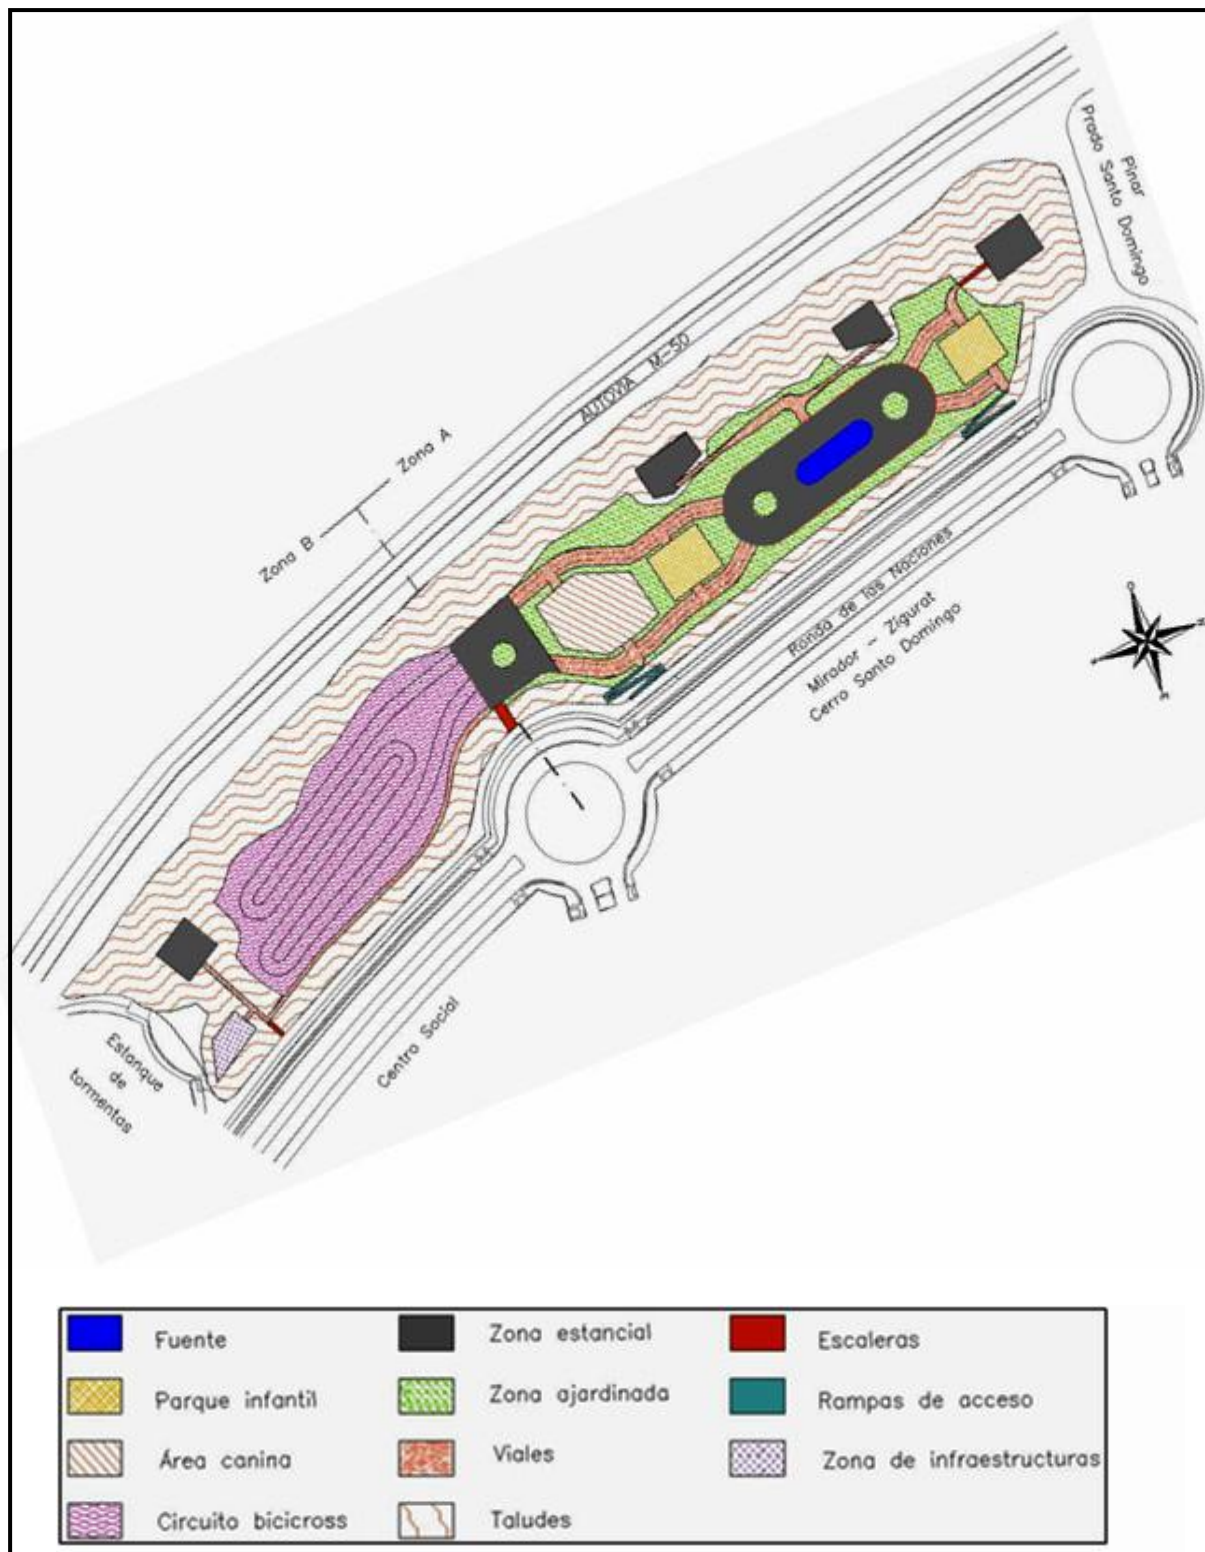 Pinar
Prado Santo Domingo
AUTOVIA M-50
Zona A
Zona B
Ronda de las Naciones
Mirador - Zigurat
Cerro Santo Domingo
Centro Social
Estanque
de
tormentas
Fuente
Zona estancial
Escaleras
Parque infantil
Zona ajardinada
Rampas de acceso
Área canina
Viales
Zona de infraestructuras
Circuito bicicross
Taludes